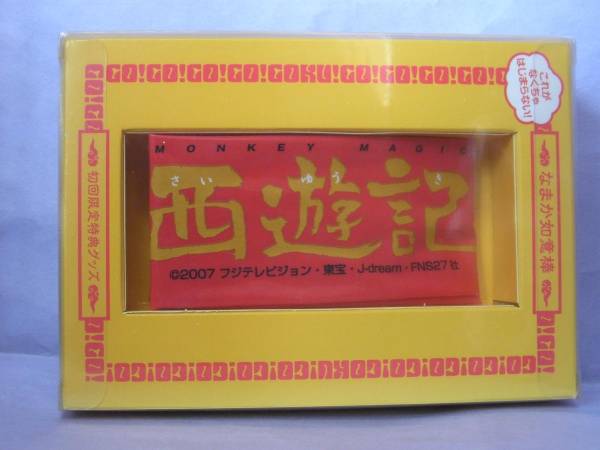 GO!GO!GO!GO!GOKU!GO!GO!GO!GO!
これが
なくちゃ
はじまらない!
なまか如意棒
MONKEY MAGIC
さいゆうき
西遊記
©2007 フジテレビジョン・東宝・J-dream・FNS27社
初回限定特典グッズ